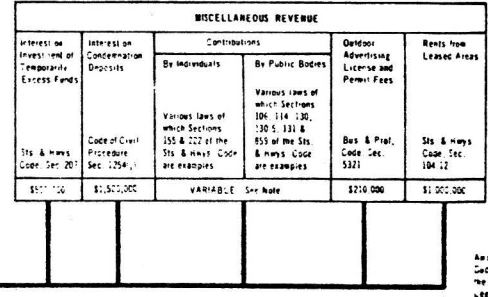 MISCELLANEOUS REVENUE
Interest on
Investment of
Temporarily
Excess Funds
Sts. & Hwys
Code, Sec 207
Interest on
Condemnation
Deposits
Code of Civil
Procedure
Sec.
Contributions
By Individuals
Various laws of
which Sections
155 & 222 of the
Sts. & Hwys. Code
are examples
By Public Bodies
Various laws of
which Sections
106, 114, 130,
130.5, 131 &
859 of the Sts.
& Hwys. Code
are examples
Outdoor
Advertising
License and
Permit Fees
Bus. & Prof.
Code, Sec.
5321
Rents from
Leased Areas
Sts. & Hwys
Code, Sec.
104.12
$1,500,000
VARIABLE See Note
$210,000
$1,000,000